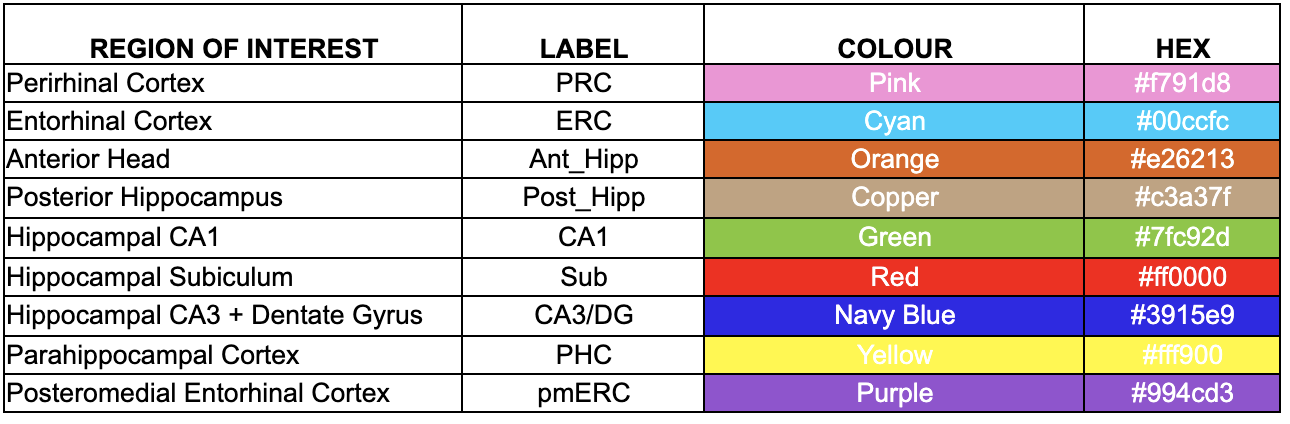 REGION OF INTEREST LABEL COLOUR HEX
Perirhinal Cortex PRC Pink #f791d8
Entorhinal Cortex ERC Cyan #00ccfc
Anterior Head Ant_Hipp Orange #e26213
Posterior Hippocampus Post_Hipp Copper #c3a37f
Hippocampal CA1 CA1 Green #7fc92d
Hippocampal Subiculum Sub Red #ff0000
Hippocampal CA3 + Dentate Gyrus CA3/DG Navy Blue #3915e9
Parahippocampal Cortex PHC Yellow #fff900
Posteromedial Entorhinal Cortex pmERC Purple #994cd3